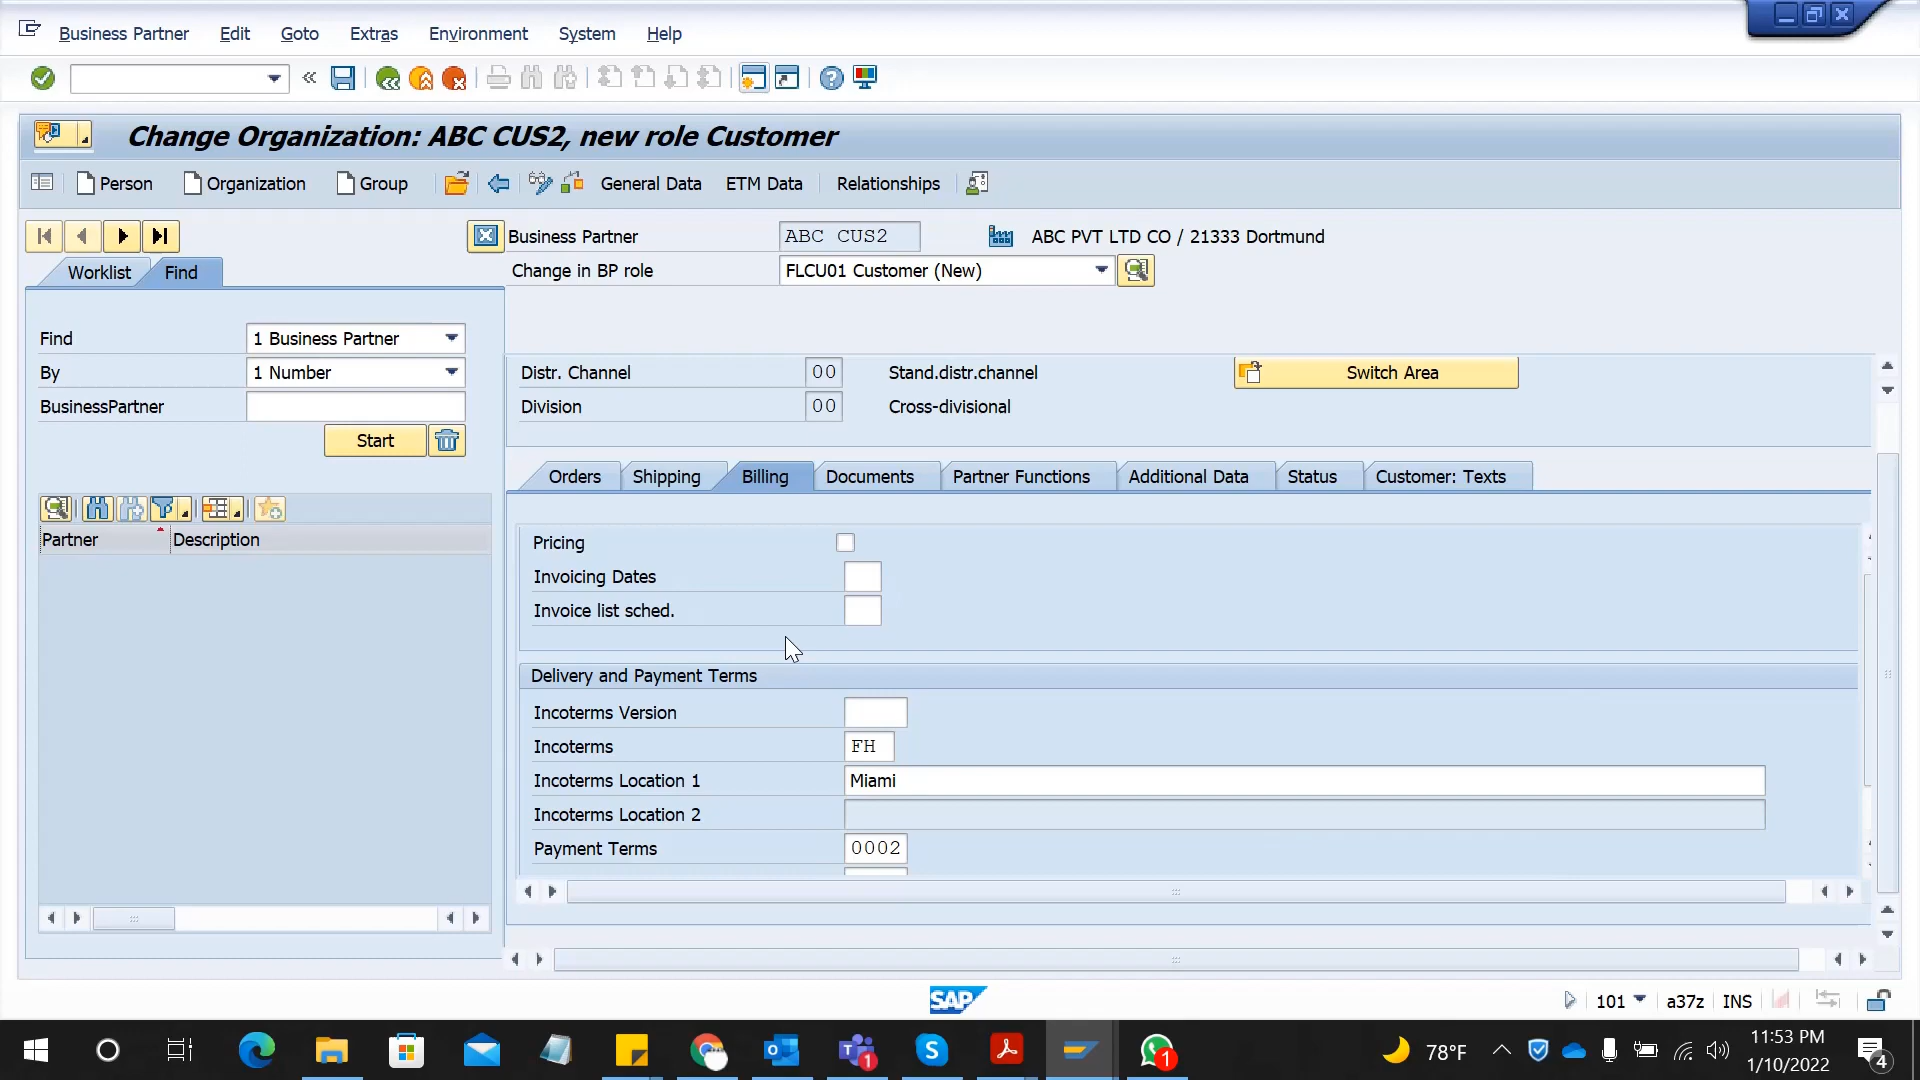 Business Partner Edit Goto Extras Environment System Help
Change Organization: ABC CUS2, new role Customer
Person Organization Group General Data ETM Data Relationships
Business Partner ABC CUS2 ABC PVT LTD CO / 21333 Dortmund
Worklist Find
Change in BP role FLCU01 Customer (New)
Find 1 Business Partner
By 1 Number
BusinessPartner
Start
Partner Description
Distr. Channel 00 Stand.distr.channel Switch Area
Division 00 Cross-divisional
Orders Shipping Billing Documents Partner Functions Additional Data Status Customer: Texts
Pricing
Invoicing Dates
Invoice list sched.
Delivery and Payment Terms
Incoterms Version
Incoterms FH
Incoterms Location 1 Miami
Incoterms Location 2
Payment Terms 0002
SAP
101 a37z INS
78°F
11:53 PM
1/10/2022
1
1
4